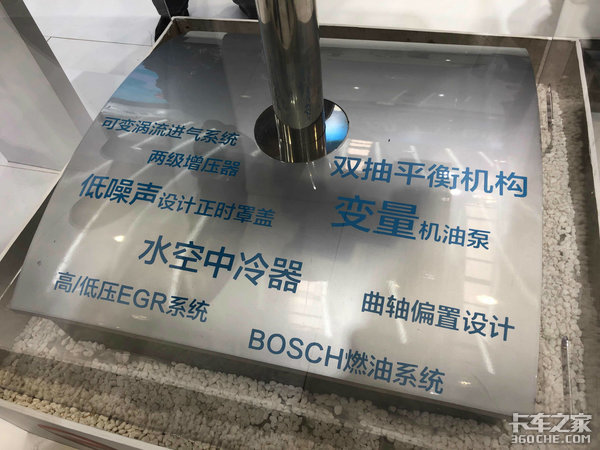 可变涡流进气系统
两级增压器
双抽平衡机构
低噪声设计正时罩盖
变量机油泵
水空中冷器
高/低压EGR系统
曲轴偏置设计
BOSCH燃油系统
卡车之家
360CHE.COM